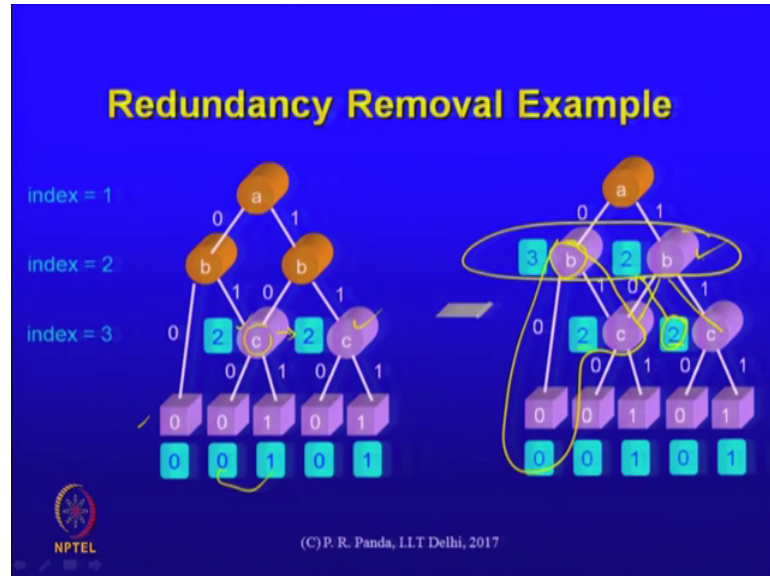 Redundancy Removal Example
index = 1
a
a
0 1
0 1
index = 2
b b
3 b 2 b
1 0 1
1 0 1
index = 3
0 2 c 2 c
0 2 c 2 c
0 1 0 1
0 1 0 1
0 0 1 0 1
0 0 1 0 1
0 0 1 0 1
0 0 1 0 1
NPTEL
(C) P. R. Panda, I.I.T Delhi, 2017